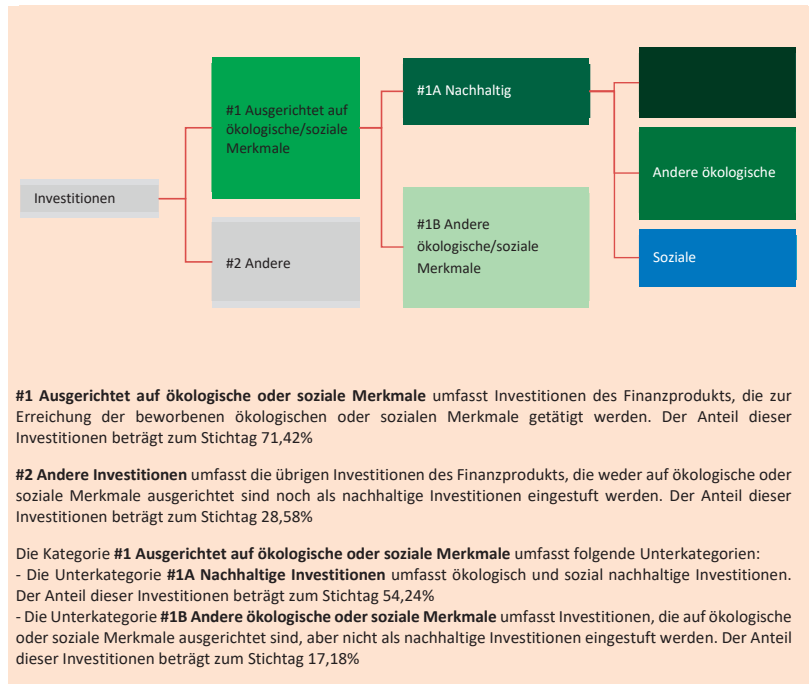 Investitionen
#1 Ausgerichtet auf
ökologische/soziale
Merkmale
#2 Andere
#1A Nachhaltig
#1B Andere
ökologische/soziale
Merkmale
Andere ökologische
Soziale
#1 Ausgerichtet auf ökologische oder soziale Merkmale umfasst Investitionen des Finanzprodukts, die zur
Erreichung der beworbenen ökologischen oder sozialen Merkmale getätigt werden. Der Anteil dieser
Investitionen beträgt zum Stichtag 71,42%
#2 Andere Investitionen umfasst die übrigen Investitionen des Finanzprodukts, die weder auf ökologische oder
soziale Merkmale ausgerichtet sind noch als nachhaltige Investitionen eingestuft werden. Der Anteil dieser
Investitionen beträgt zum Stichtag 28,58%
Die Kategorie #1 Ausgerichtet auf ökologische oder soziale Merkmale umfasst folgende Unterkategorien:
- Die Unterkategorie #1A Nachhaltige Investitionen umfasst ökologisch und sozial nachhaltige Investitionen.
Der Anteil dieser Investitionen beträgt zum Stichtag 54,24%
- Die Unterkategorie #1B Andere ökologische oder soziale Merkmale umfasst Investitionen, die auf ökologische
oder soziale Merkmale ausgerichtet sind, aber nicht als nachhaltige Investitionen eingestuft werden. Der Anteil
dieser Investitionen beträgt zum Stichtag 17,18%